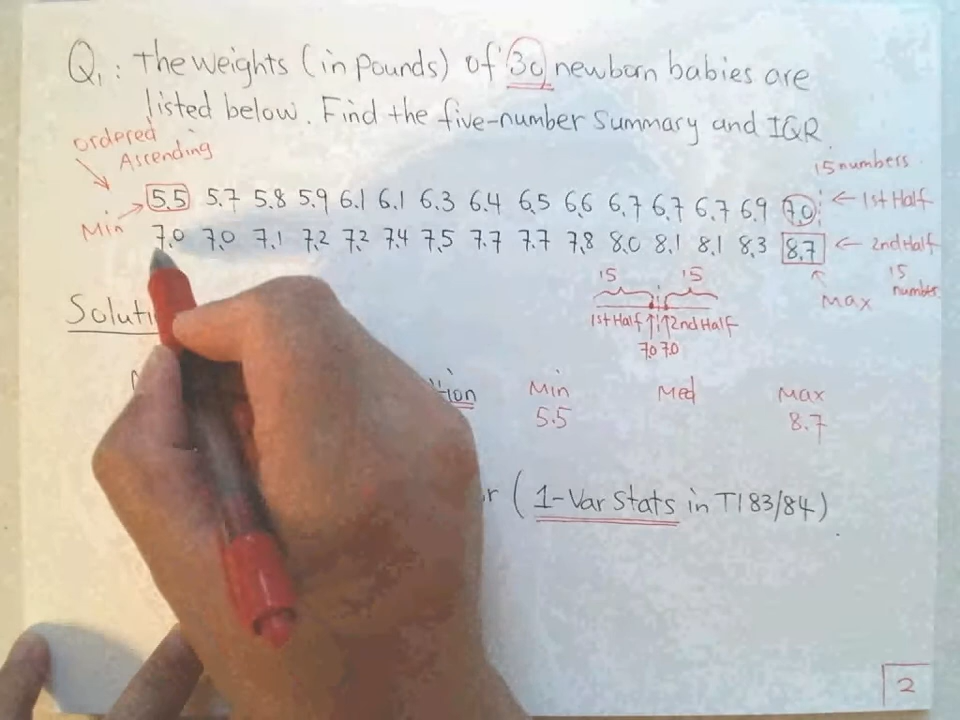 Q1: the weights (in pounds) of 30 newborn babies are
listed below. Find the five-number summary and IQR.
ordered
Ascending
15 numbers
5.5 5.7 5.8 5.9 6.1 6.1 6.3 6.4 6.5 6.6 6.7 6.7 6.7 6.9 7.0 ← 1st Half
Min
7.0 7.0 7.1 7.2 7.2 7.4 7.5 7.7 7.7 7.8 8.0 8.1 8.1 8.3 8.7 ← 2nd Half
15
number
Max
15 15
1st Half 2nd Half
7.0 7.0
Min Med Max
5.5 8.7
(1-Var Stats in TI 83/84)
2